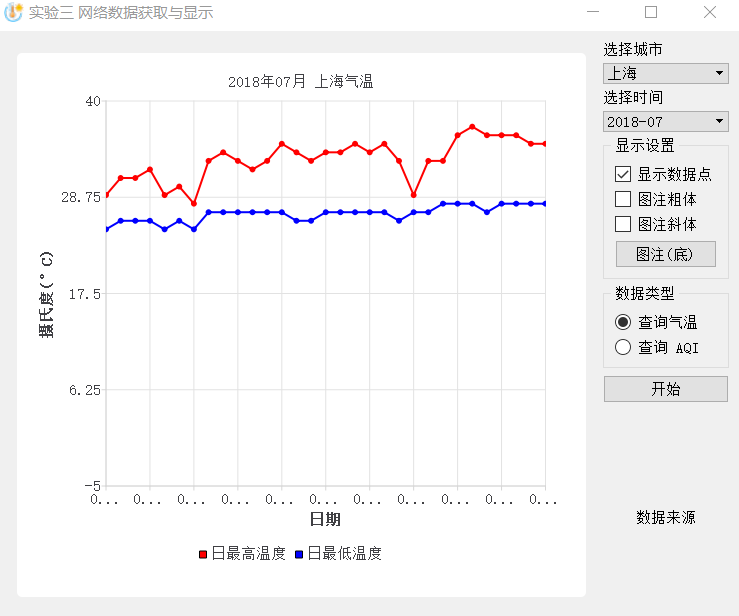 实验三 网络数据获取与显示
2018年07月 上海气温
40
28.75
17.5
6.25
-5
摄氏度(°C)
0... 0... 0... 0... 0... 0... 0... 0... 0... 0... 0...
日期
日最高温度 日最低温度
选择城市
上海
选择时间
2018-07
显示设置
显示数据点
图注粗体
图注斜体
图注(底)
数据类型
查询气温
查询 AQI
开始
数据来源